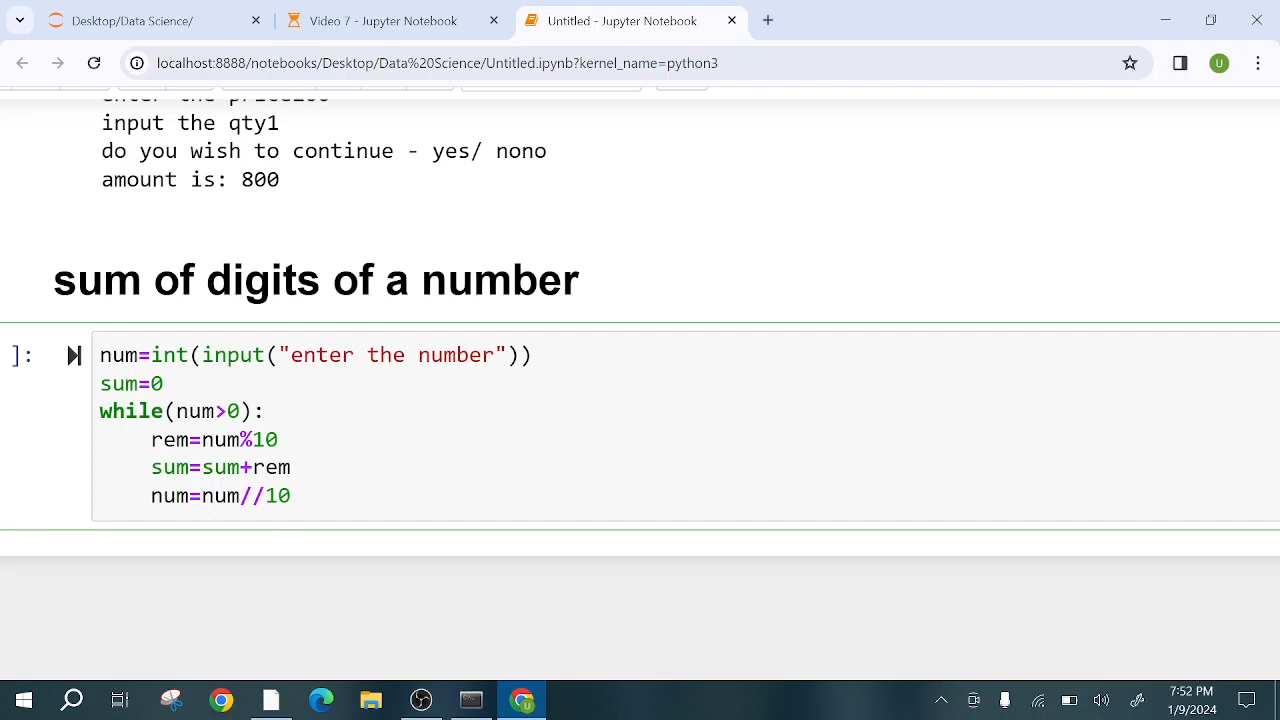 Desktop/Data Science/
Video 7 - Jupyter Notebook
Untitled - Jupyter Notebook
localhost:8888/notebooks/Desktop/Data%20Science/Untitled.ipynb?kernel_name=python3
U
input the qty1
do you wish to continue - yes/ nono
amount is: 800
sum of digits of a number
]:
num=int(input("enter the number"))
sum=0
while(num>0):
    rem=num%10
    sum=sum+rem
    num=num//10
7:52 PM
1/9/2024